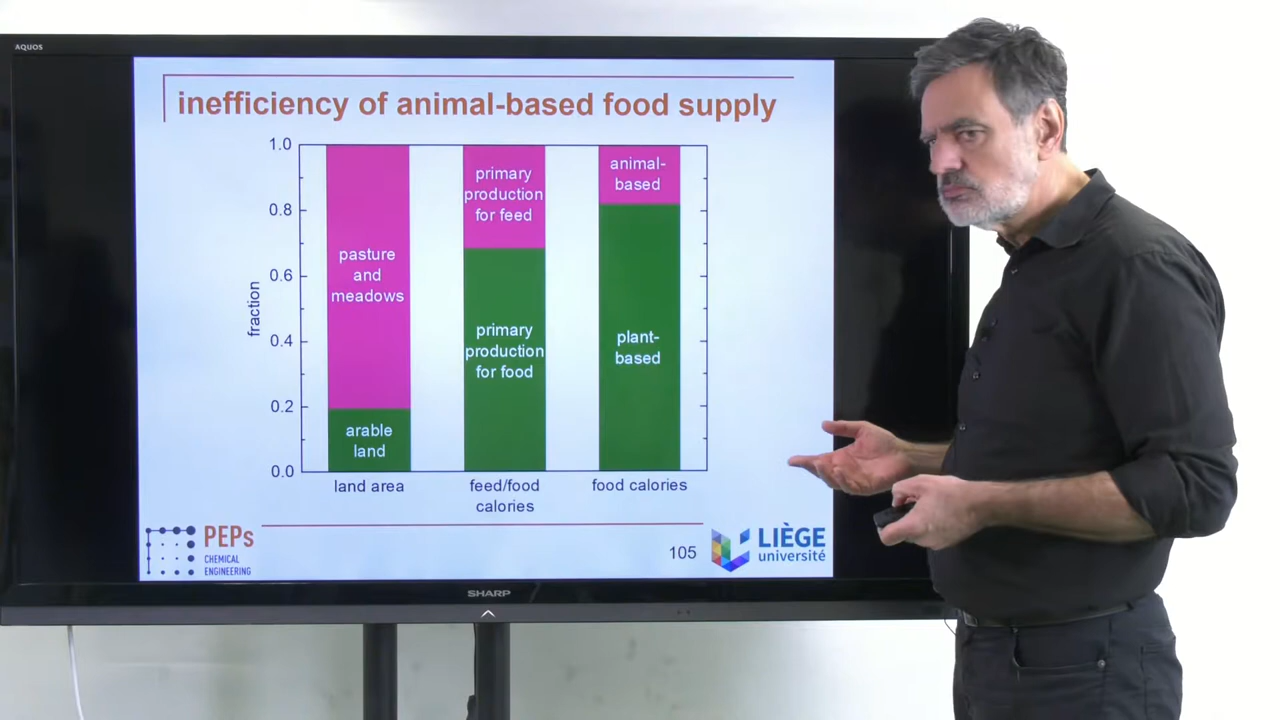 AQUOS
inefficiency of animal-based food supply
1.0
0.8
0.6
0.4
0.2
0.0
fraction
pasture
and
meadows
arable
land
primary
production
for feed
primary
production
for food
animal-
based
plant-
based
land area
feed/food
calories
food calories
PEPs
CHEMICAL
ENGINEERING
105
LIÈGE
université
SHARP